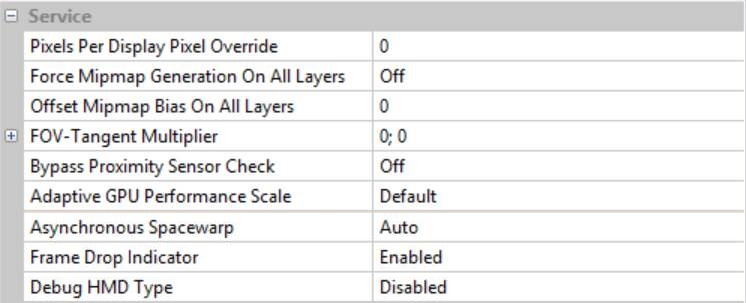 Service
Pixels Per Display Pixel Override 0
Force Mipmap Generation On All Layers Off
Offset Mipmap Bias On All Layers 0
FOV-Tangent Multiplier 0; 0
Bypass Proximity Sensor Check Off
Adaptive GPU Performance Scale Default
Asynchronous Spacewarp Auto
Frame Drop Indicator Enabled
Debug HMD Type Disabled